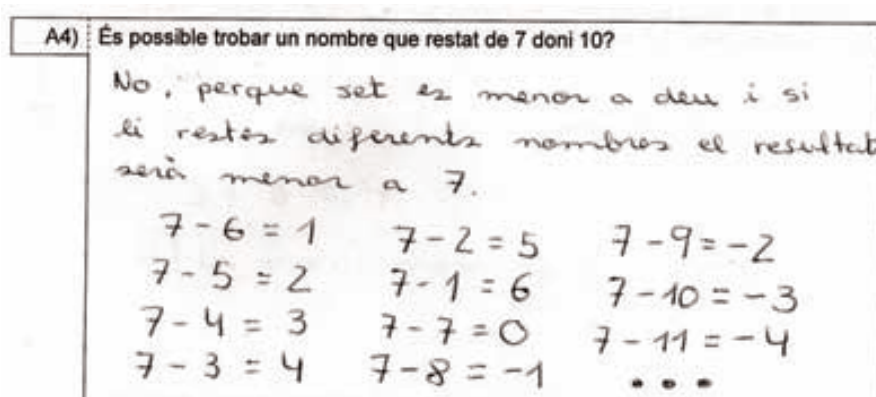 A4) És possible trobar un nombre que restat de 7 doni 10?
No, perque set es menor a deu i si
li restes diferents nombres el resultat
serà menor a 7.
7 - 6 = 1 7 - 2 = 5 7 - 9 = -2
7 - 5 = 2 7 - 1 = 6 7 - 10 = -3
7 - 4 = 3 7 - 7 = 0 7 - 11 = -4
7 - 3 = 4 7 - 8 = -1 • • •